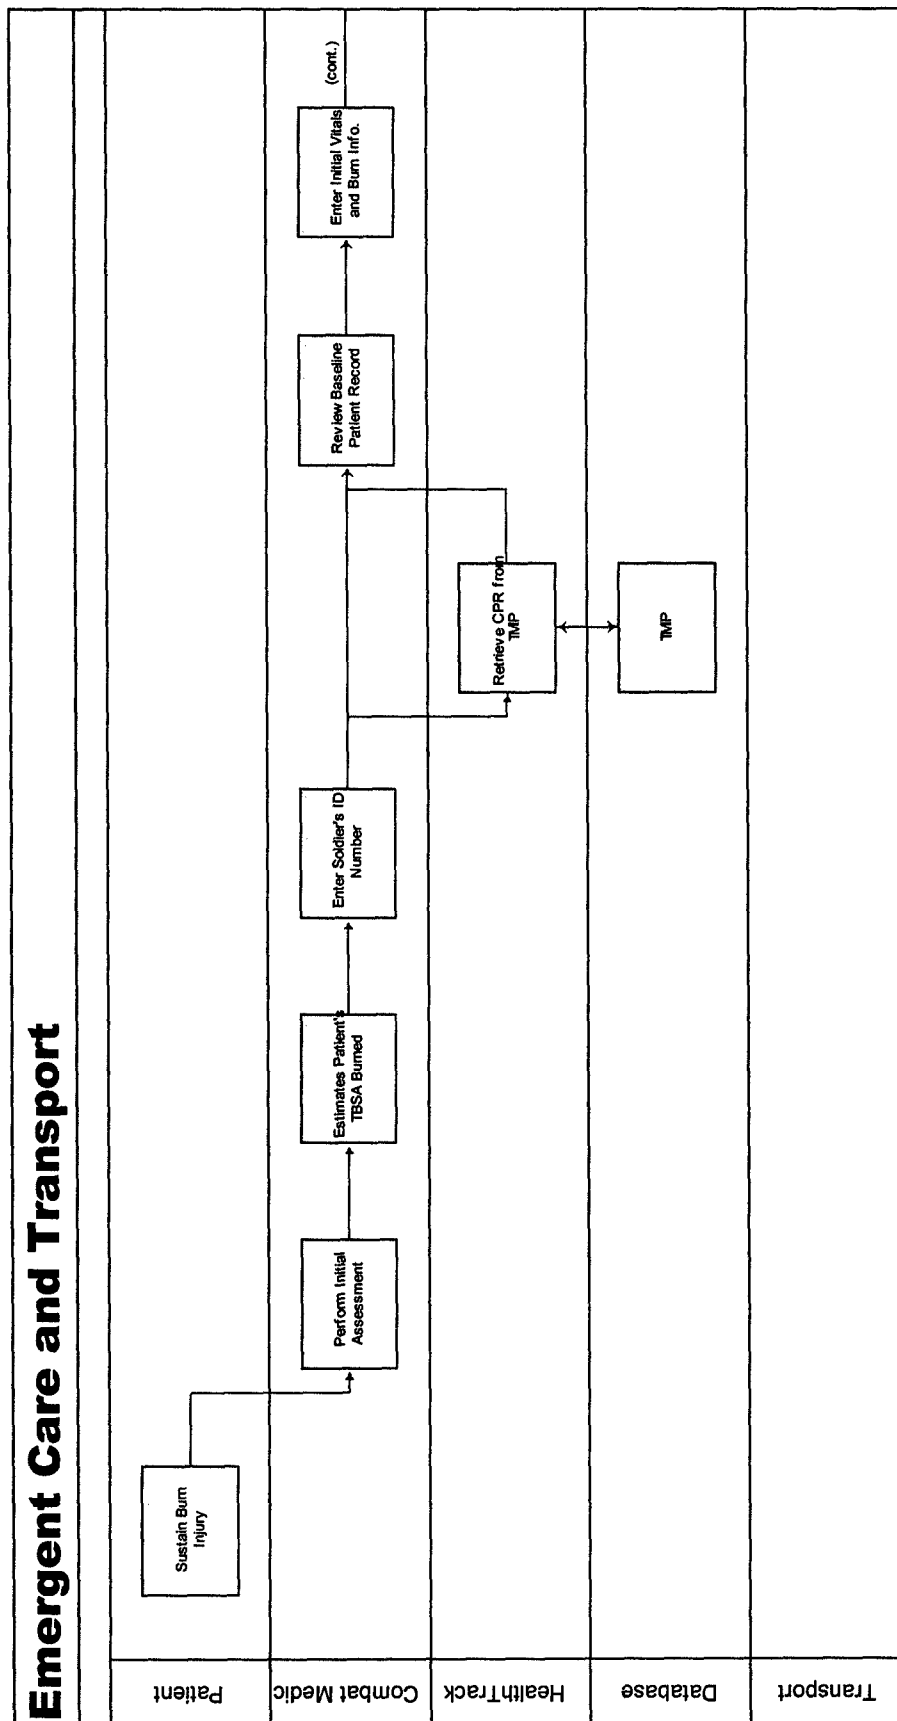 Emergent Care and Transport
Patient
Sustain Burn
Injury
Combat Medic
Perform Initial
Assessment
Estimates Patient's
TBSA Burned
Enter Soldier's ID
Number
Review Baseline
Patient Record
Enter Initial Vitals
and Burn Info.
(cont.)
HealthTrack
Retrieve CPR from
TMP
Database
TMP
Transport